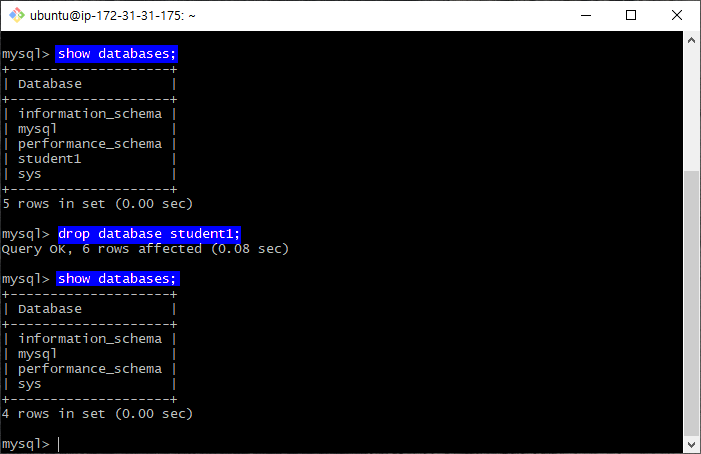 ubuntu@ip-172-31-31-175: ~
mysql> show databases;
+--------------------+
| Database           |
+--------------------+
| information_schema |
| mysql              |
| performance_schema |
| student1           |
| sys                |
+--------------------+
5 rows in set (0.00 sec)
mysql> drop database student1;
Query OK, 6 rows affected (0.08 sec)
mysql> show databases;
+--------------------+
| Database           |
+--------------------+
| information_schema |
| mysql              |
| performance_schema |
| sys                |
+--------------------+
4 rows in set (0.00 sec)
mysql>